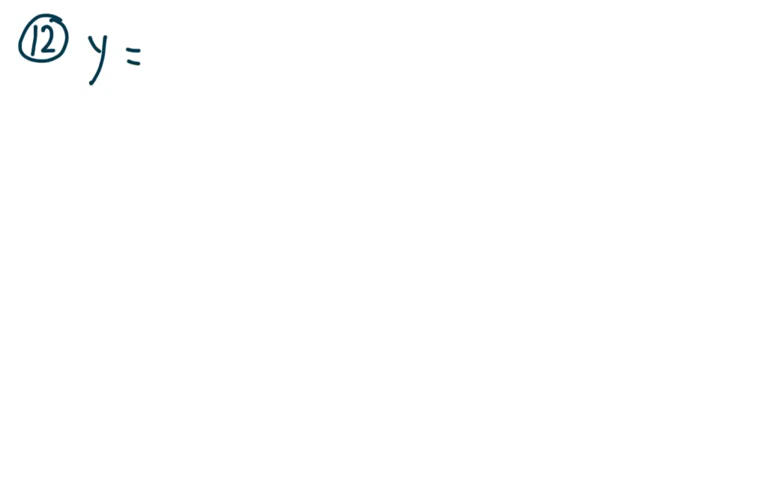 ⑫ y =